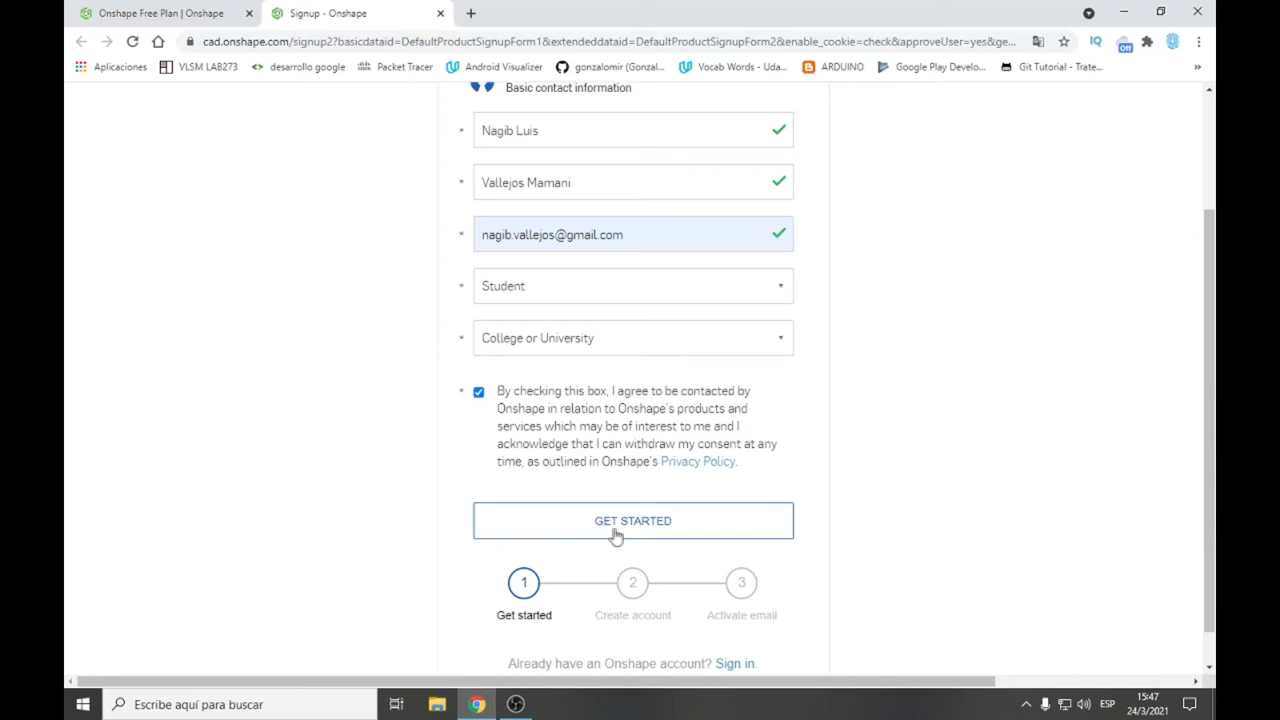 Onshape Free Plan | Onshape
Signup - Onshape
cad.onshape.com/signup2?basicdataid=DefaultProductSignupForm1&extendeddataid=DefaultProductSignupForm2&enable_cookie=check&approveUser=yes&ge...
Aplicaciones
VLSM LAB273
desarrollo google
Packet Tracer
Android Visualizer
gonzalomir (Gonzal...
Vocab Words - Uda...
ARDUINO
Google Play Develo...
Git Tutorial - Trate...
»
IQ
Off
Basic contact information
* Nagib Luis
* Vallejos Mamani
* nagib.vallejos@gmail.com
* Student
* College or University
* By checking this box, I agree to be contacted by
Onshape in relation to Onshape's products and
services which may be of interest to me and I
acknowledge that I can withdraw my consent at any
time, as outlined in Onshape's Privacy Policy.
GET STARTED
1 2 3
Get started Create account Activate email
Already have an Onshape account? Sign in.
Escribe aquí para buscar
ESP
15:47
24/3/2021